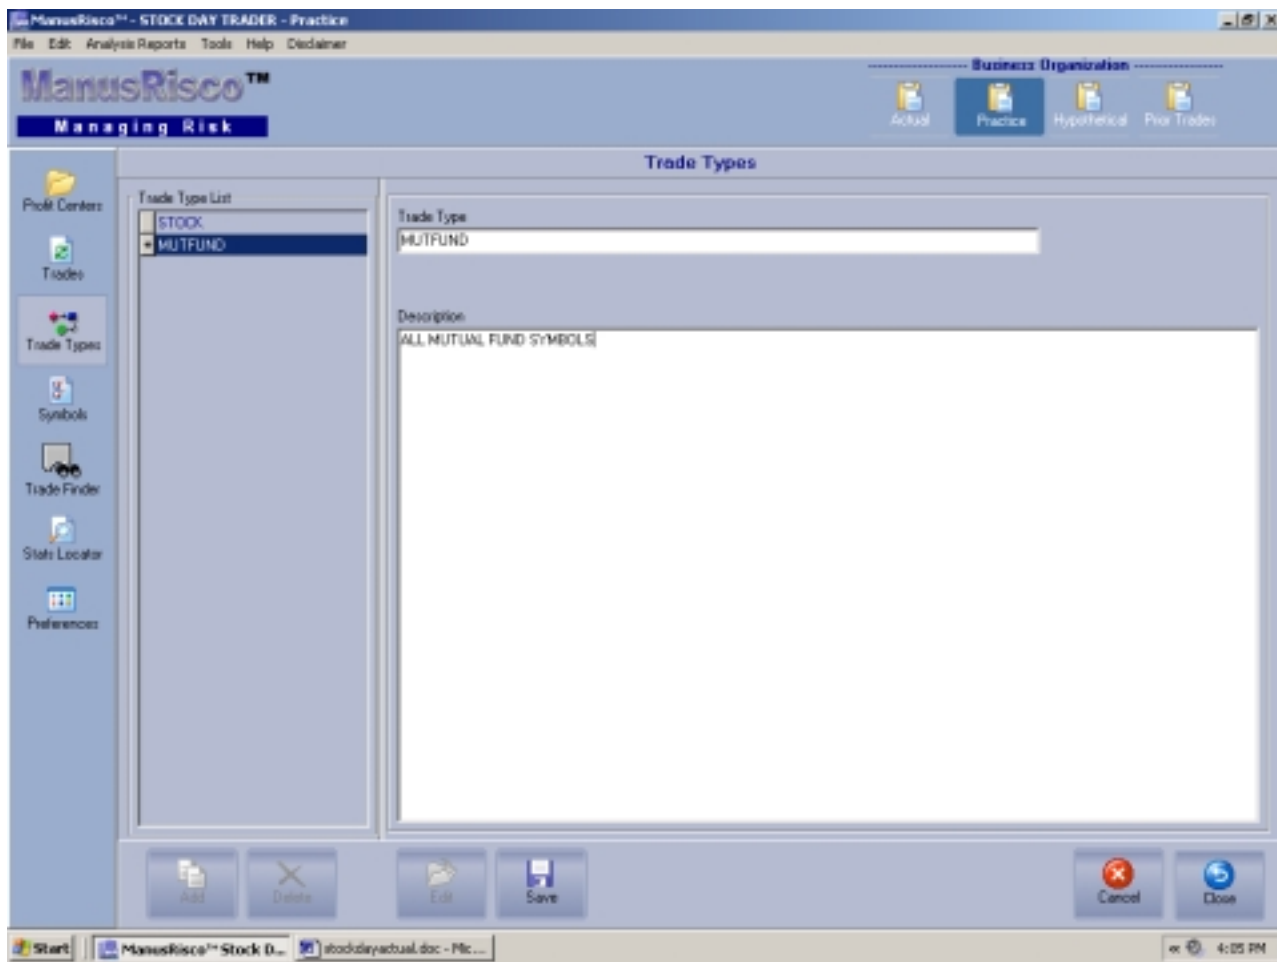 ManusRisco™ - STOCK DAY TRADER - Practice
File Edit Analysis Reports Tools Help Disclaimer
ManusRisco™
Managing Risk
Business Organization
Actual Practice Hypothetical Prior Trades
Trade Types
Profit Centers
Trades
Trade Types
Symbols
Trade Finder
Stats Locator
Preferences
Trade Type List
STOCK
MUTFUND
Trade Type
MUTFUND
Description
ALL MUTUAL FUND SYMBOLS
Add Delete Edit Save Cancel Close
Start ManusRisco™ Stock D... stockdayactual.doc - Mic... « 4:05 PM